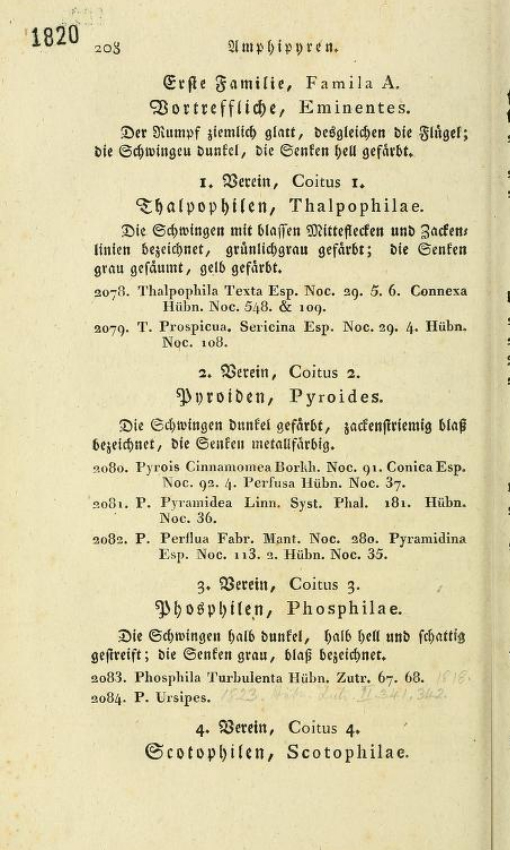 1820
208 Amphipyren.
Erste Familie, Famila A.
Vortreffliche, Eminentes.
Der Rumpf ziemlich glatt, desgleichen die Flügel;
die Schwingen dunkel, die Senken hell gefärbt.
1. Verein, Coitus 1.
Thalpophilen, Thalpophilae.
Die Schwingen mit blassen Mittelflecken und Zacken-
linien bezeichnet, grünlichgrau gefärbt; die Senken
grau gesäumt, gelb gefärbt.
2078. Thalpophila Texta Esp. Noc. 29. 5. 6. Connexa
Hübn. Noc. 548. & 109.
2079. T. Prospicua. Sericina Esp. Noc. 29. 4. Hübn.
Noc. 108.
2. Verein, Coitus 2.
Pyroiden, Pyroides.
Die Schwingen dunkel gefärbt, zackenstriemig blaß
bezeichnet, die Senken metallfärbig.
2080. Pyrois Cinnamomea Borkh. Noc. 91. Conica Esp.
Noc. 92. 4. Perfusa Hübn. Noc. 37.
2081. P. Pyramidea Linn. Syst. Phal. 181. Hübn.
Noc. 36.
2082. P. Perflua Fabr. Mant. Noc. 280. Pyramidina
Esp. Noc. 113. 2. Hübn. Noc. 35.
3. Verein, Coitus 3.
Phosphilen, Phosphilae.
Die Schwingen halb dunkel, halb hell und schattig
gestreift; die Senken grau, blaß bezeichnet.
2083. Phosphila Turbulenta Hübn. Zutr. 67. 68. 1818.
2084. P. Ursipes. 1823. II 341. 342.
4. Verein, Coitus 4.
Scotophilen, Scotophilae.